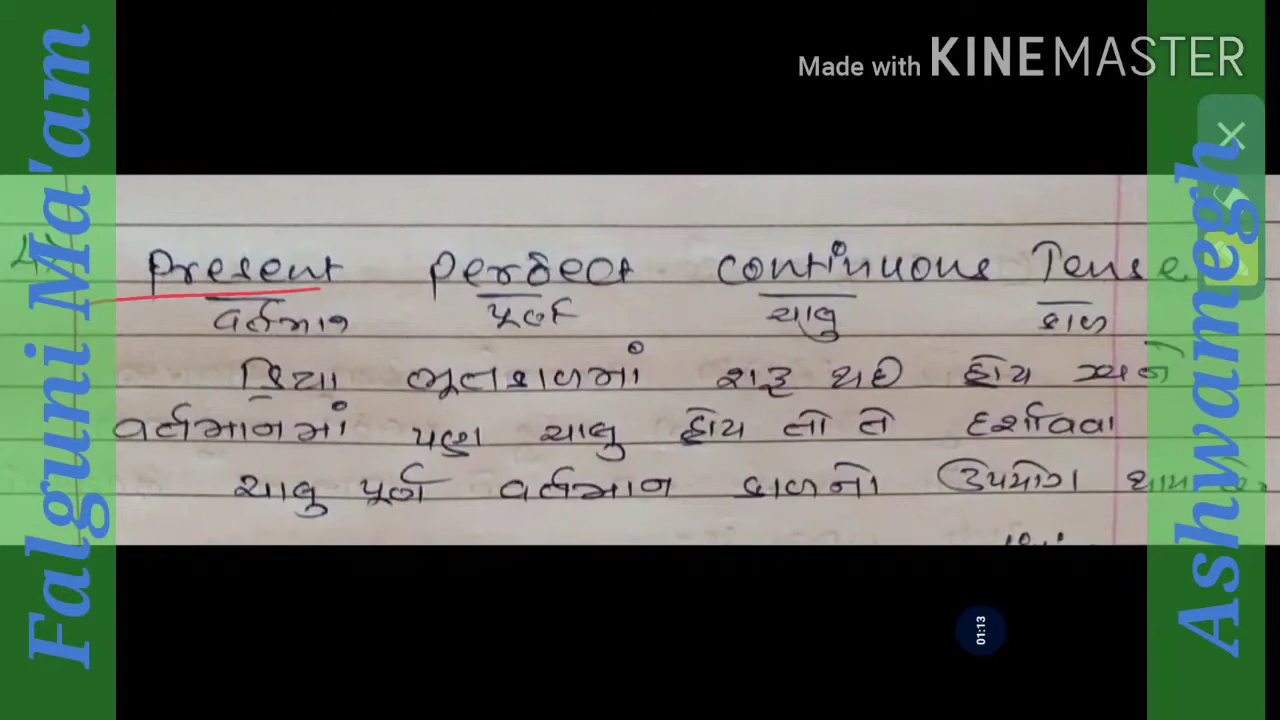 Made with KINEMASTER
Falguni Ma'am
Ashwamegh
4.
Present perfect continuous Tense
વર્તમાન પૂર્ણ ચાલુ કાળ
ક્રિયા ભૂતકાળમાં શરૂ થઈ હોય અને
વર્તમાનમાં પણ ચાલુ હોય તો તે દર્શાવવા
ચાલુ પૂર્ણ વર્તમાન કાળનો ઉપયોગ થાય
01:13